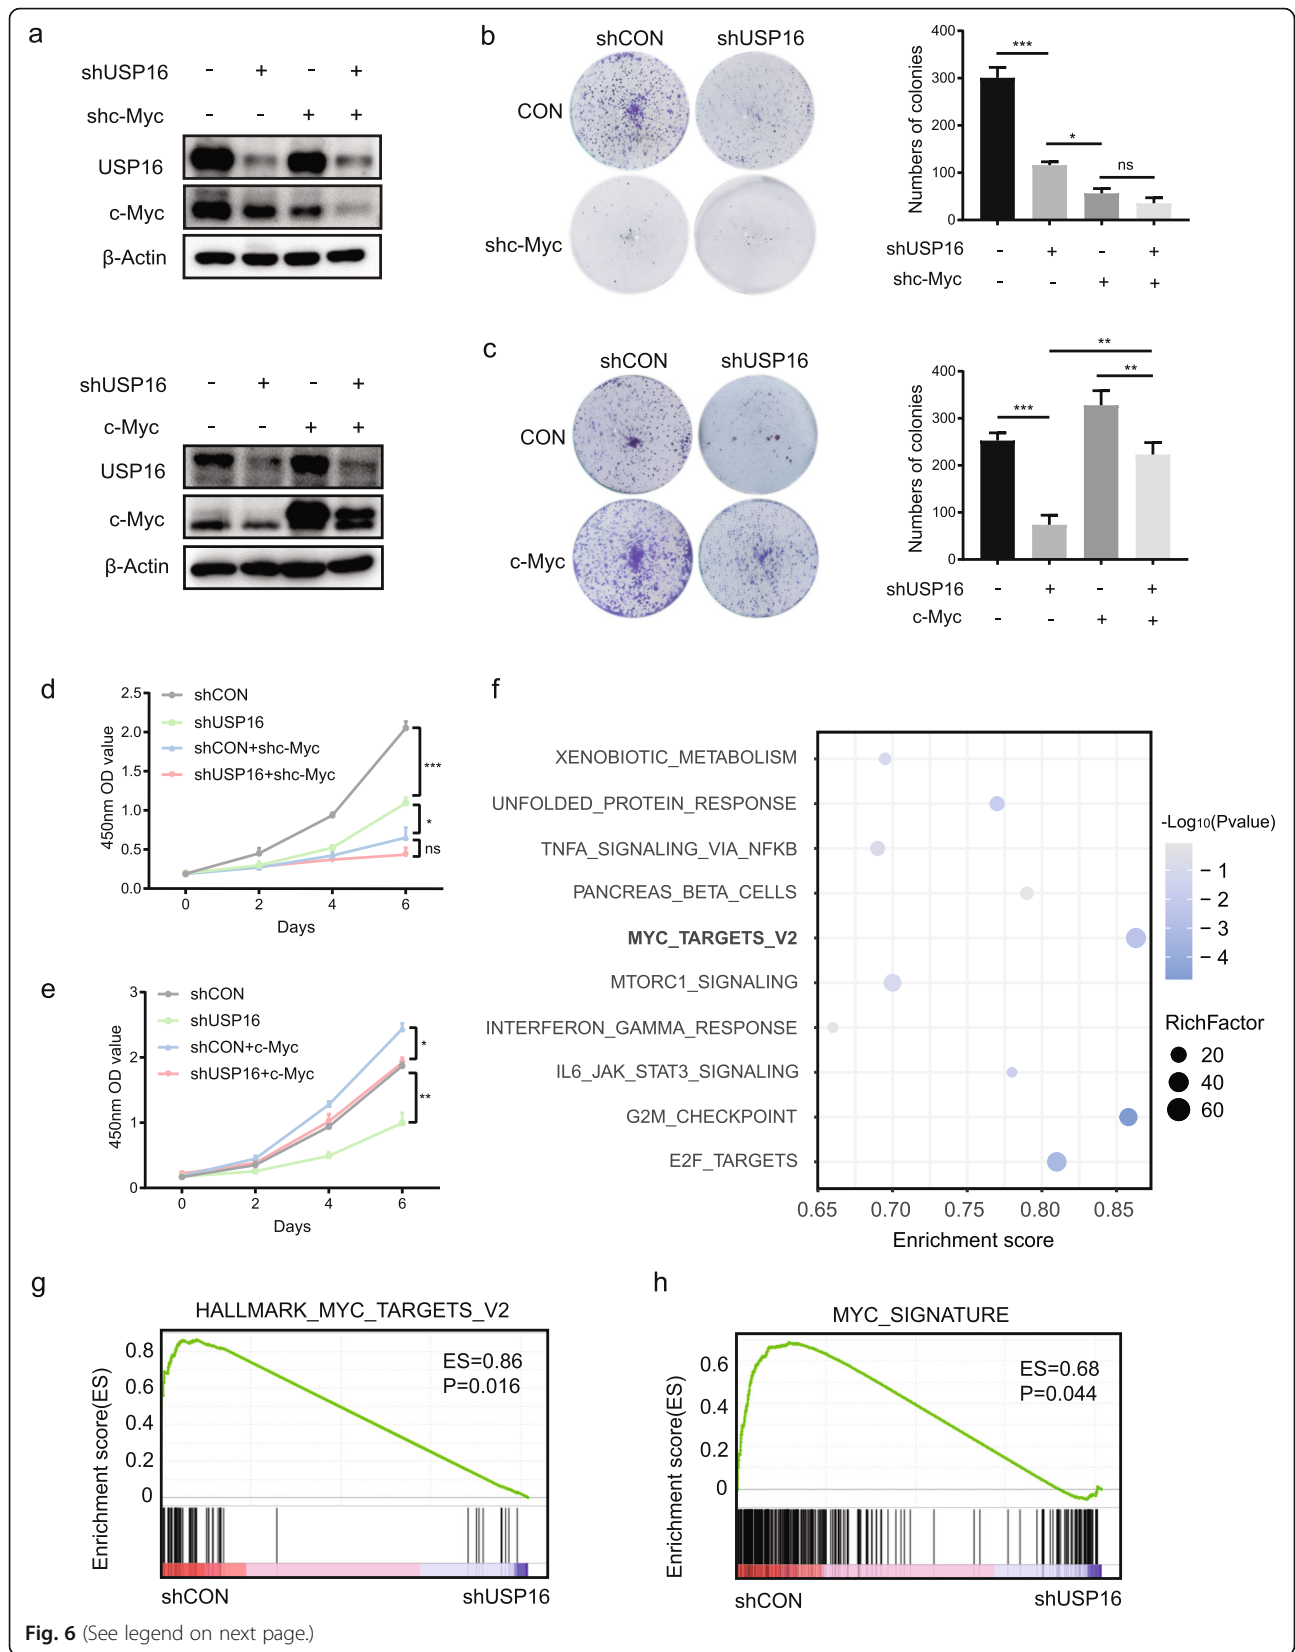 a
shUSP16 - + - +
shc-Myc - - + +
USP16
c-Myc
β-Actin
shUSP16 - + - +
c-Myc - - + +
USP16
c-Myc
β-Actin
b
shCON shUSP16
CON
shc-Myc
Numbers of colonies
400
300
200
100
0
***
*
ns
shUSP16 - + - +
shc-Myc - - + +
c
shCON shUSP16
CON
c-Myc
Numbers of colonies
400
300
200
100
0
***
**
**
shUSP16 - + - +
c-Myc - - + +
d
450nm OD value
2.5
2.0
1.5
1.0
0.5
0.0
shCON
shUSP16
shCON+shc-Myc
shUSP16+shc-Myc
***
*
ns
0 2 4 6
Days
e
450nm OD value
3
2
1
0
shCON
shUSP16
shCON+c-Myc
shUSP16+c-Myc
*
**
0 2 4 6
Days
f
XENOBIOTIC_METABOLISM
UNFOLDED_PROTEIN_RESPONSE
TNFA_SIGNALING_VIA_NFKB
PANCREAS_BETA_CELLS
MYC_TARGETS_V2
MTORC1_SIGNALING
INTERFERON_GAMMA_RESPONSE
IL6_JAK_STAT3_SIGNALING
G2M_CHECKPOINT
E2F_TARGETS
0.65 0.70 0.75 0.80 0.85
Enrichment score
-Log10(Pvalue)
1
2
3
4
RichFactor
20
40
60
g
HALLMARK_MYC_TARGETS_V2
Enrichment score(ES)
0.8
0.6
0.4
0.2
0
ES=0.86
P=0.016
shCON shUSP16
h
MYC_SIGNATURE
Enrichment score(ES)
0.6
0.4
0.2
0
ES=0.68
P=0.044
shCON shUSP16
Fig. 6 (See legend on next page.)